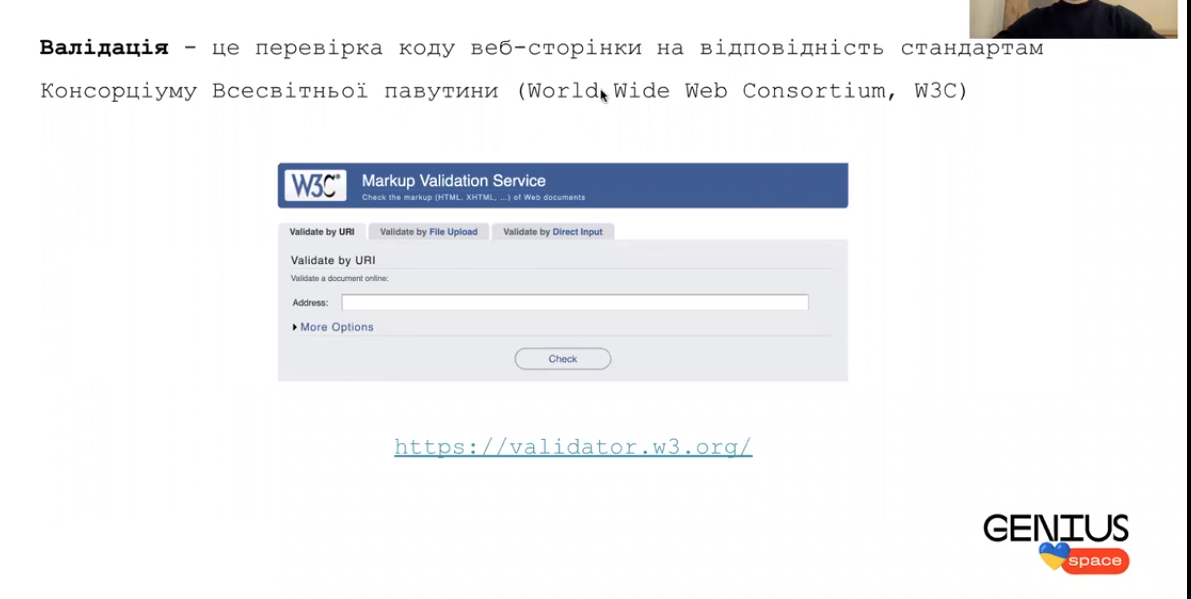 Валідація - це перевірка коду веб-сторінки на відповідність стандартам
Консорціуму Всесвітньої павутини (World Wide Web Consortium, W3C)
W3C®
Markup Validation Service
Check the markup (HTML, XHTML, ...) of Web documents
Validate by URI Validate by File Upload Validate by Direct Input
Validate by URI
Validate a document online:
Address:
More Options
Check
https://validator.w3.org/
GENIUS
space